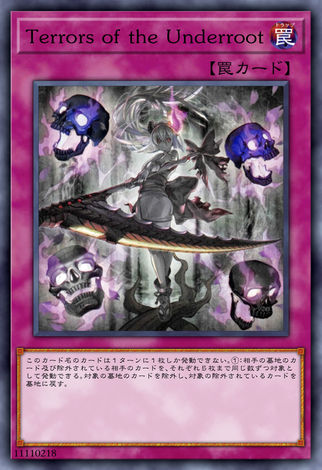 Terrors of the Underroot
トラップ
罠
【罠カード】
このカード名のカードは１ターンに１枚しか発動できない。①：相手の墓地のカ
ード及び除外されている相手のカードを、それぞれ５枚まで同じ数ずつ対象と
して発動できる。対象の墓地のカードを除外し、対象の除外されているカードを
墓地に戻す。
11110218